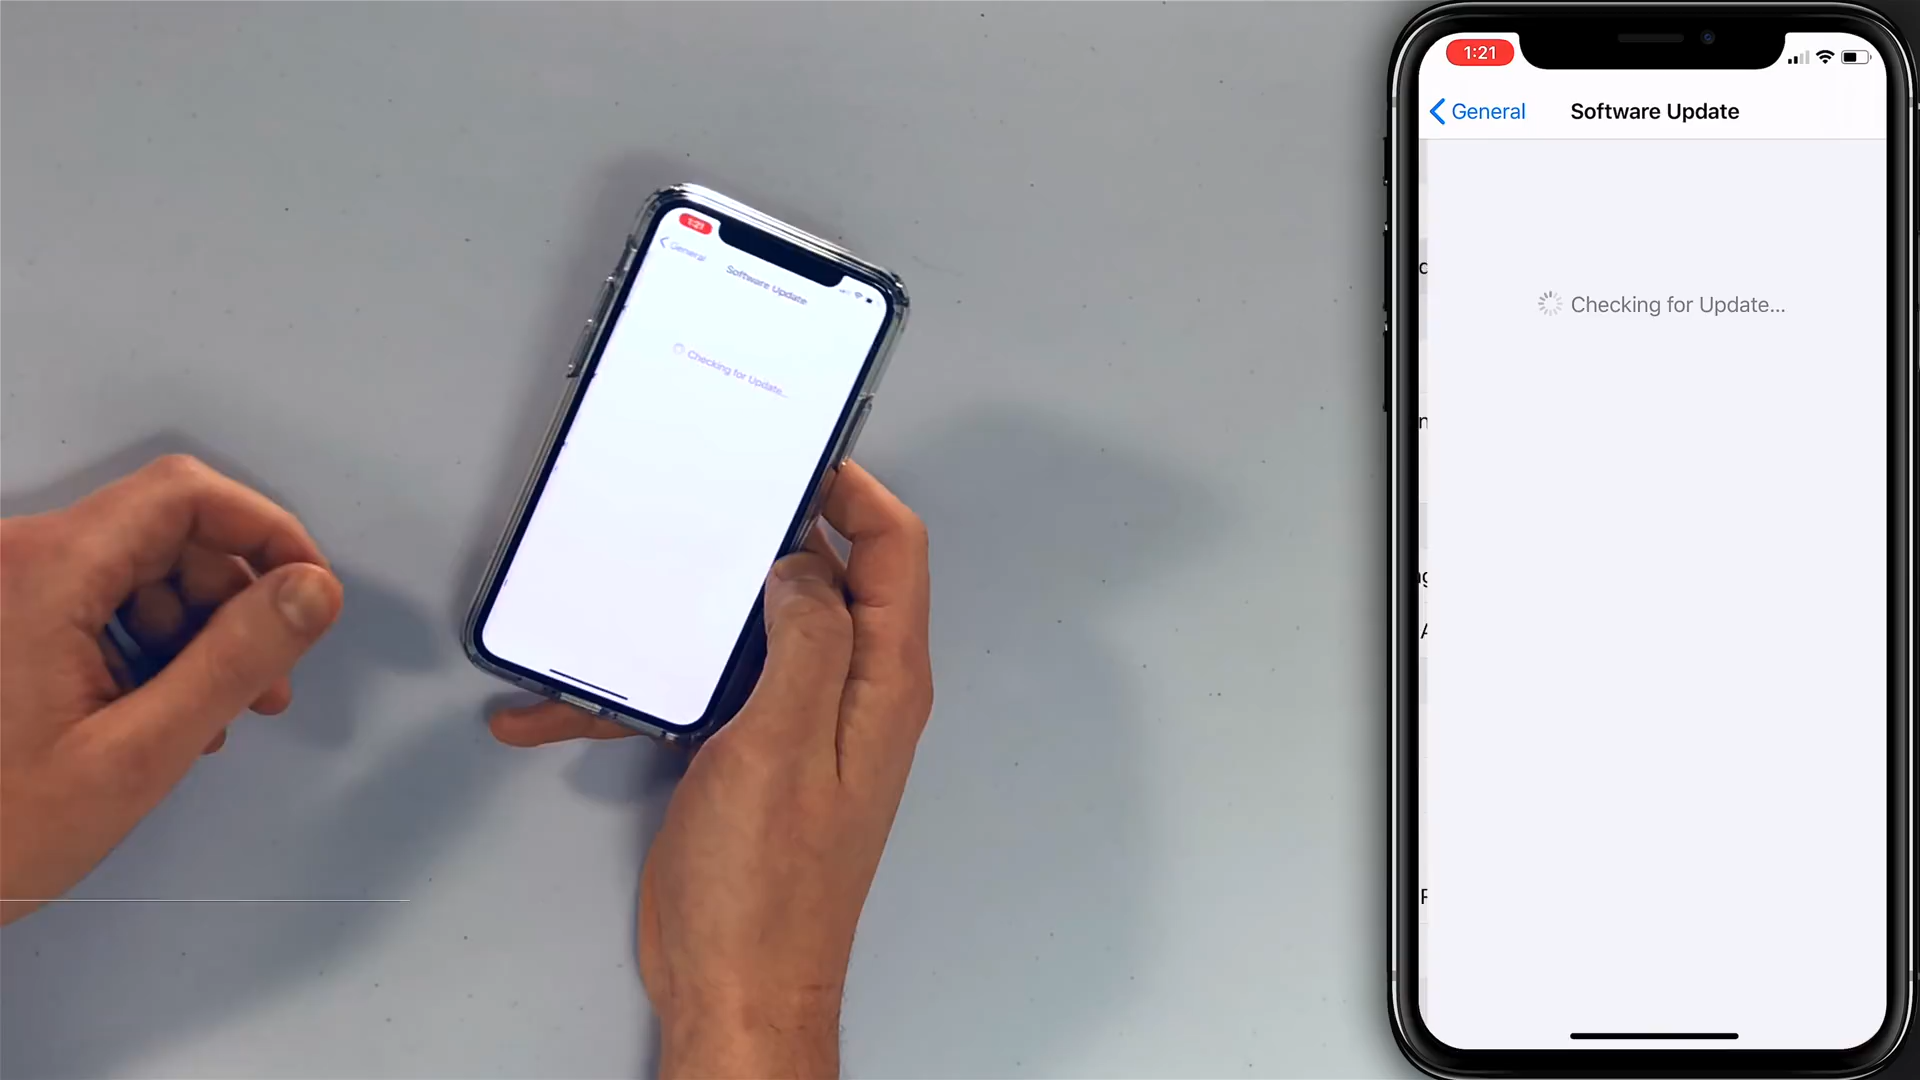 1:21
General
Software Update
Checking for Update...
1:21
General Software Update
c
Checking for Update...
n
A
F